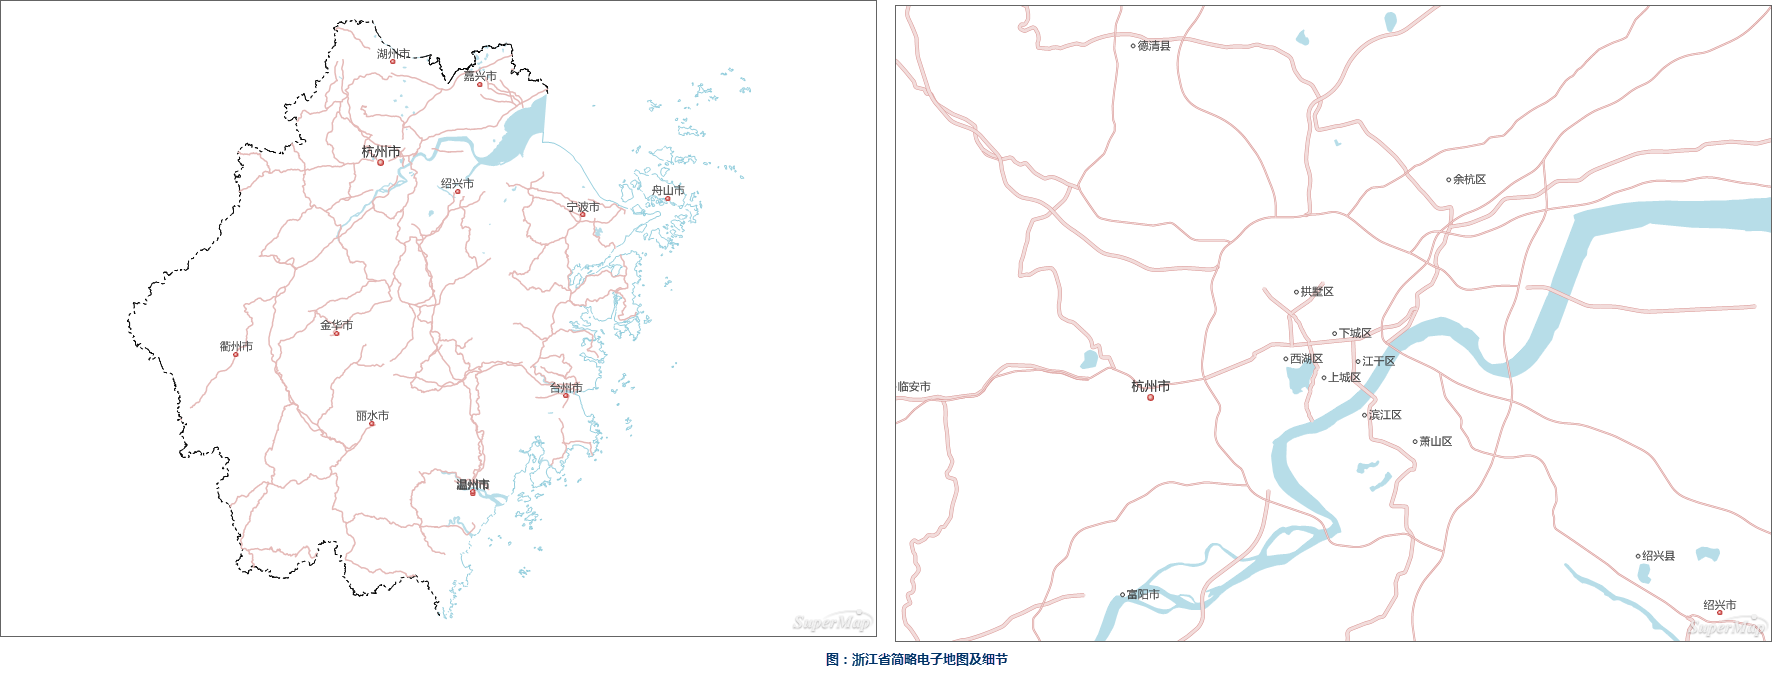 湖州市
嘉兴市
杭州市
绍兴市
舟山市
宁波市
金华市
衢州市
台州市
丽水市
温州市
SuperMap
德清县
余杭区
拱墅区
下城区
西湖区
江干区
上城区
临安市
杭州市
滨江区
萧山区
绍兴县
富阳市
绍兴市
SuperMap
图：浙江省简略电子地图及细节